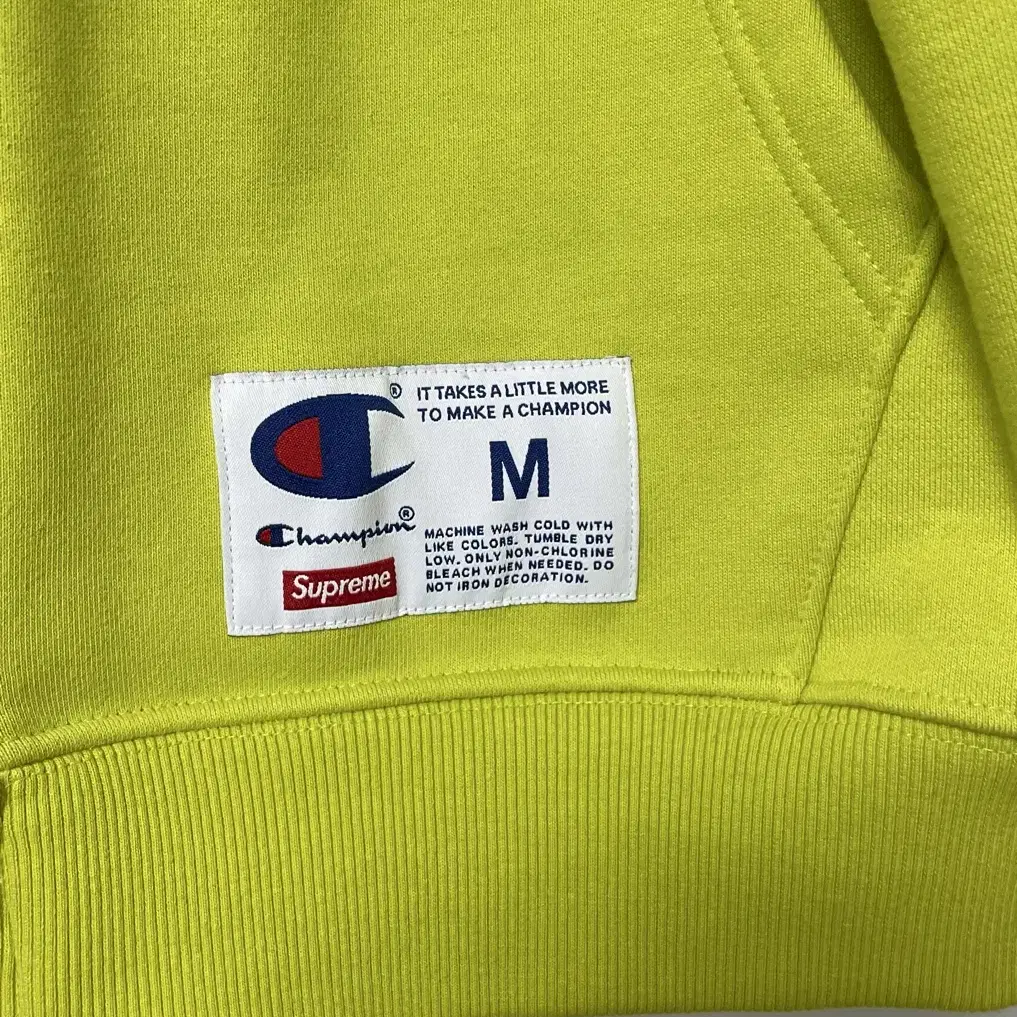 ®
IT TAKES A LITTLE MORE
TO MAKE A CHAMPION
M
Champion®
Supreme
MACHINE WASH COLD WITH
LIKE COLORS. TUMBLE DRY
LOW. ONLY NON-CHLORINE
BLEACH WHEN NEEDED. DO
NOT IRON DECORATION.